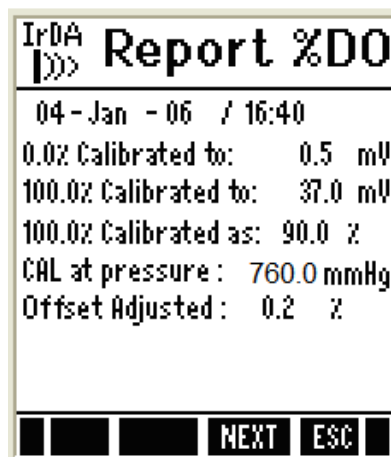 IrDA Report %DO
04-Jan - 06 / 16:40
0.0% Calibrated to: 0.5 mV
100.0% Calibrated to: 37.0 mV
100.0% Calibrated as: 90.0 %
CAL at pressure : 760.0 mmHg
Offset Adjusted : 0.2 %
NEXT ESC